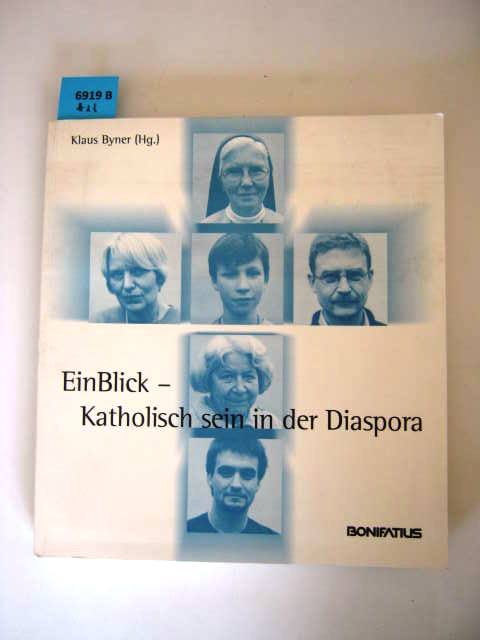 6919 B
Klaus Byner (Hg.)
EinBlick –
Katholisch sein in der Diaspora
BONIFATIUS